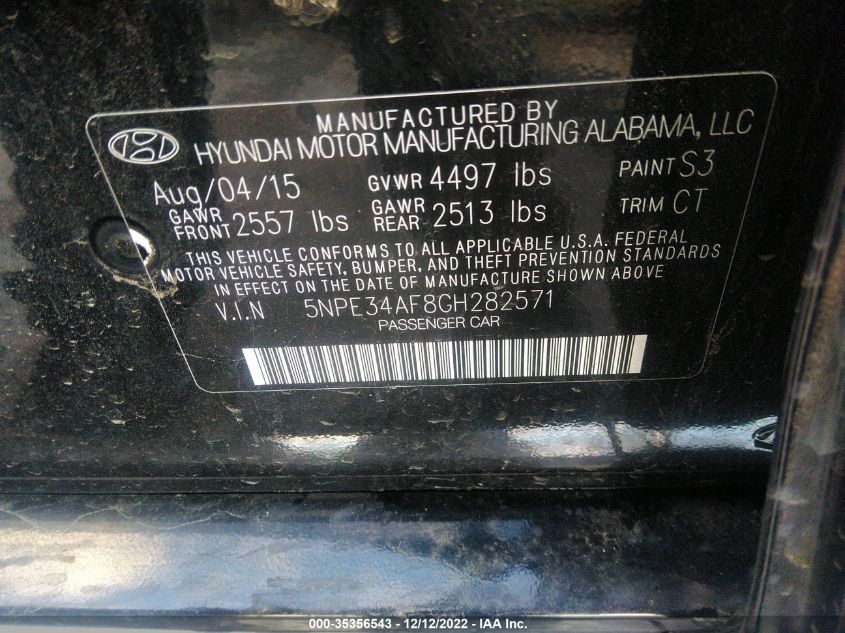 MANUFACTURED BY
HYUNDAI MOTOR MANUFACTURING ALABAMA, LLC
Aug/04/15 GVWR 4497 lbs PAINT S3
GAWR FRONT 2557 lbs GAWR REAR 2513 lbs TRIM CT
THIS VEHICLE CONFORMS TO ALL APPLICABLE U.S.A. FEDERAL
MOTOR VEHICLE SAFETY, BUMPER, AND THEFT PREVENTION STANDARDS
IN EFFECT ON THE DATE OF MANUFACTURE SHOWN ABOVE
V.I.N 5NPE34AF8GH282571
PASSENGER CAR
000-35356543 - 12/12/2022 - IAA Inc.